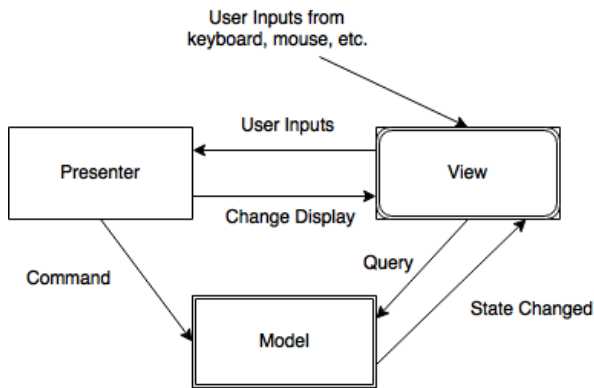 User Inputs from
keyboard, mouse, etc.
User Inputs
Presenter
View
Change Display
Query
Command
State Changed
Model